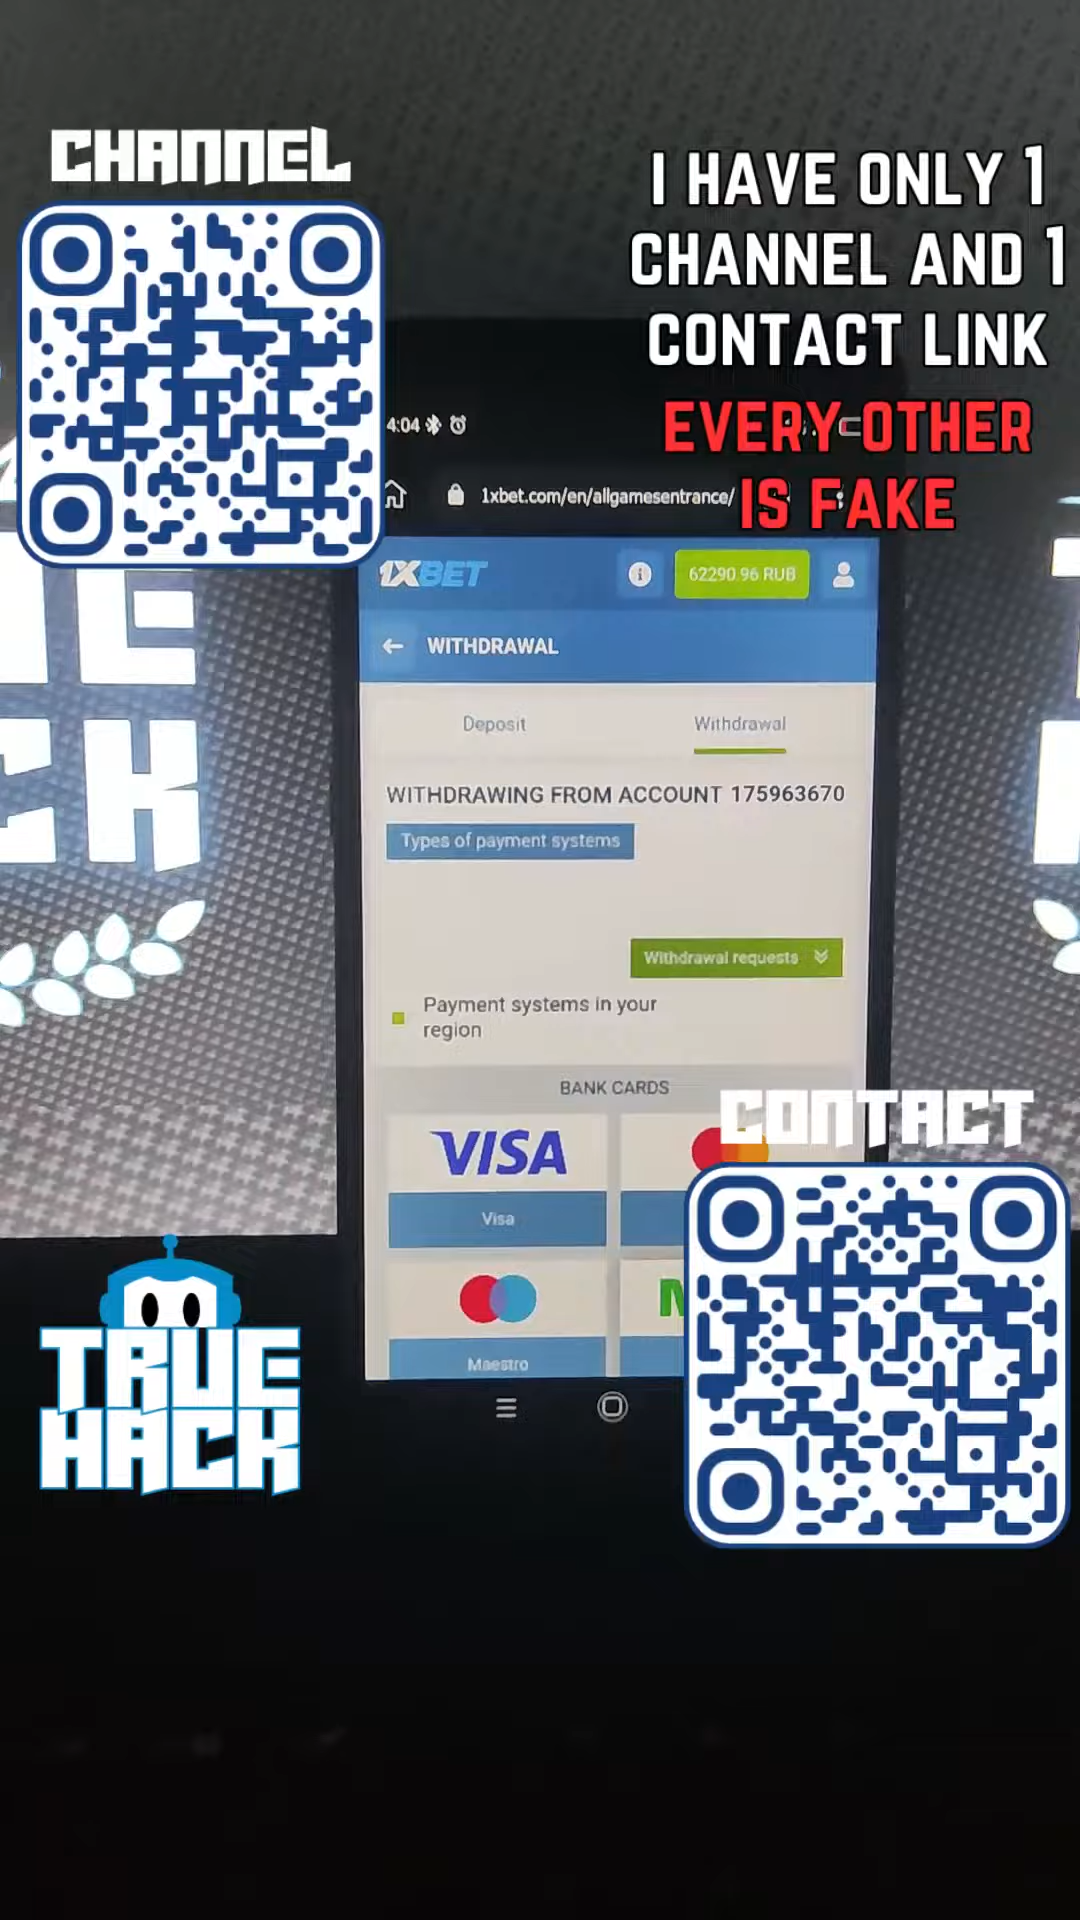 CHANNEL
I HAVE ONLY 1
CHANNEL AND 1
CONTACT LINK
EVERY OTHER
IS FAKE
4:04
1xbet.com/en/allgamesentrance/
1XBET
62290.96 RUB
WITHDRAWAL
Deposit
Withdrawal
WITHDRAWING FROM ACCOUNT 175963670
Types of payment systems
Withdrawal requests
Payment systems in your
region
BANK CARDS
VISA
Visa
Maestro
CONTACT
TRUE
HACK